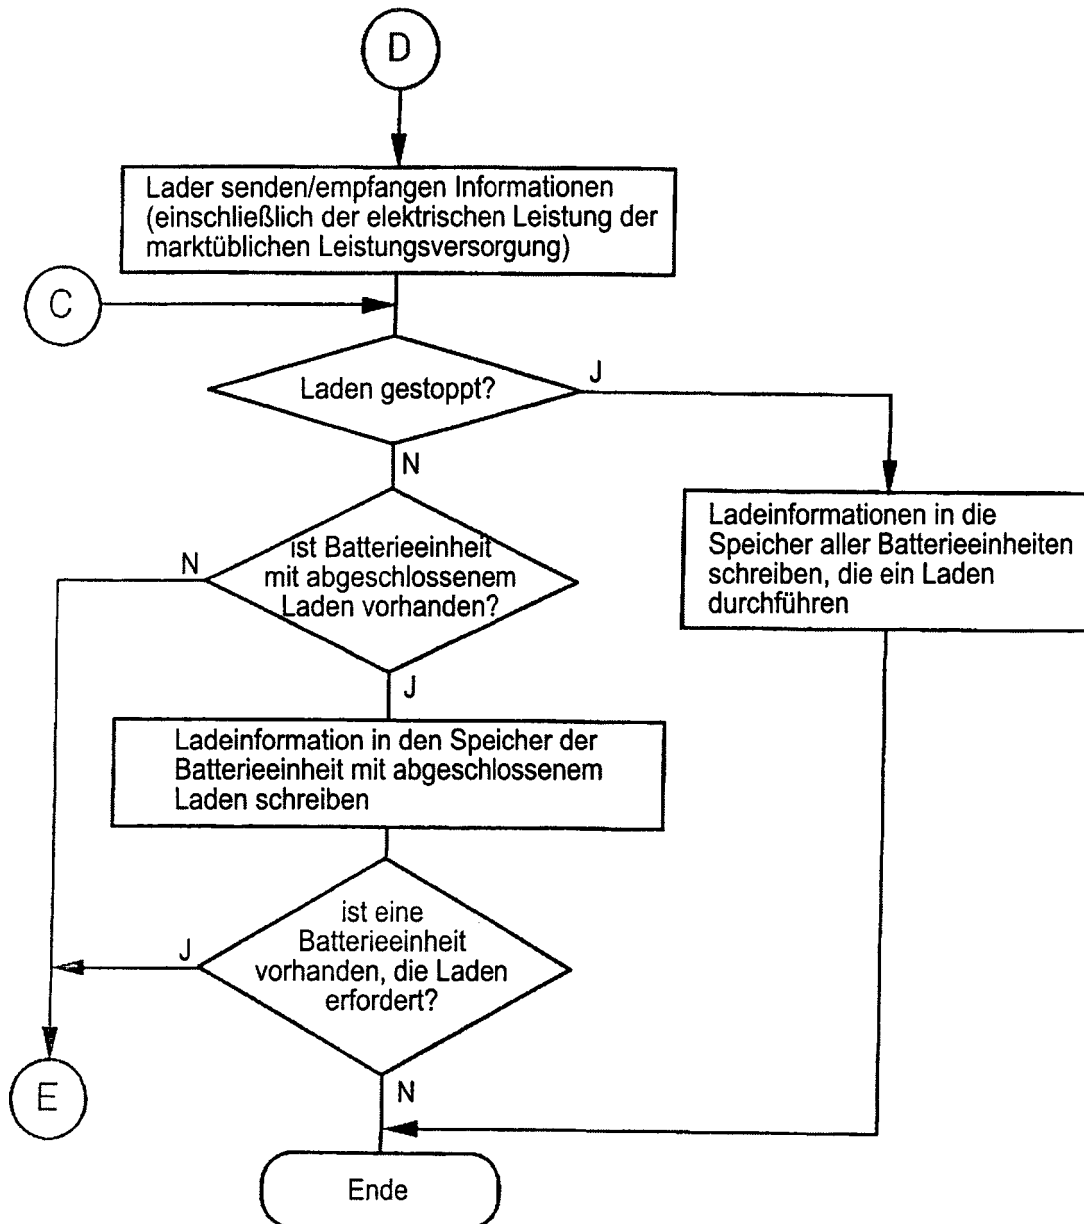 D
Lader senden/empfangen Informationen
(einschließlich der elektrischen Leistung der
marktüblichen Leistungsversorgung)
C
Laden gestoppt?
J
N
Ladeinformationen in die
Speicher aller Batterieeinheiten
schreiben, die ein Laden
durchführen
ist Batterieeinheit
mit abgeschlossenem
Laden vorhanden?
N
J
Ladeinformation in den Speicher der
Batterieeinheit mit abgeschlossenem
Laden schreiben
ist eine
Batterieeinheit
vorhanden, die Laden
erfordert?
J
N
E
Ende